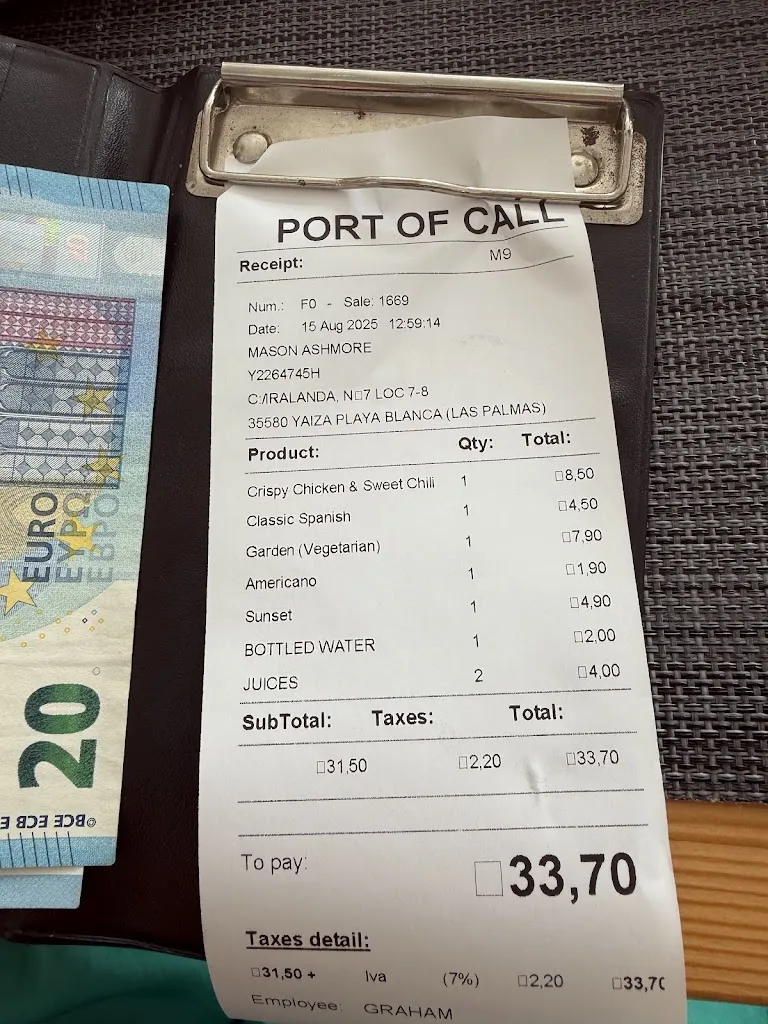 PORT OF CALL
Receipt: M9
Num.: F0 - Sale: 1669
Date: 15 Aug 2025 12:59:14
MASON ASHMORE
Y2264745H
C:/IRALANDA, N□7 LOC 7-8
35580 YAIZA PLAYA BLANCA (LAS PALMAS)
Product: Qty: Total:
Crispy Chicken & Sweet Chili 1 □8,50
Classic Spanish 1 □4,50
Garden (Vegetarian) 1 □7,90
Americano 1 □1,90
Sunset 1 □4,90
BOTTLED WATER 1 □2,00
JUICES 2 □4,00
SubTotal: Taxes: Total:
□31,50 □2,20 □33,70
To pay: □33,70
Taxes detail:
□31,50 + Iva (7%) □2,20 □33,70
Employee: GRAHAM
EURO
ΕΥΡΩ
ЕВРО
20
©BCE ECB E